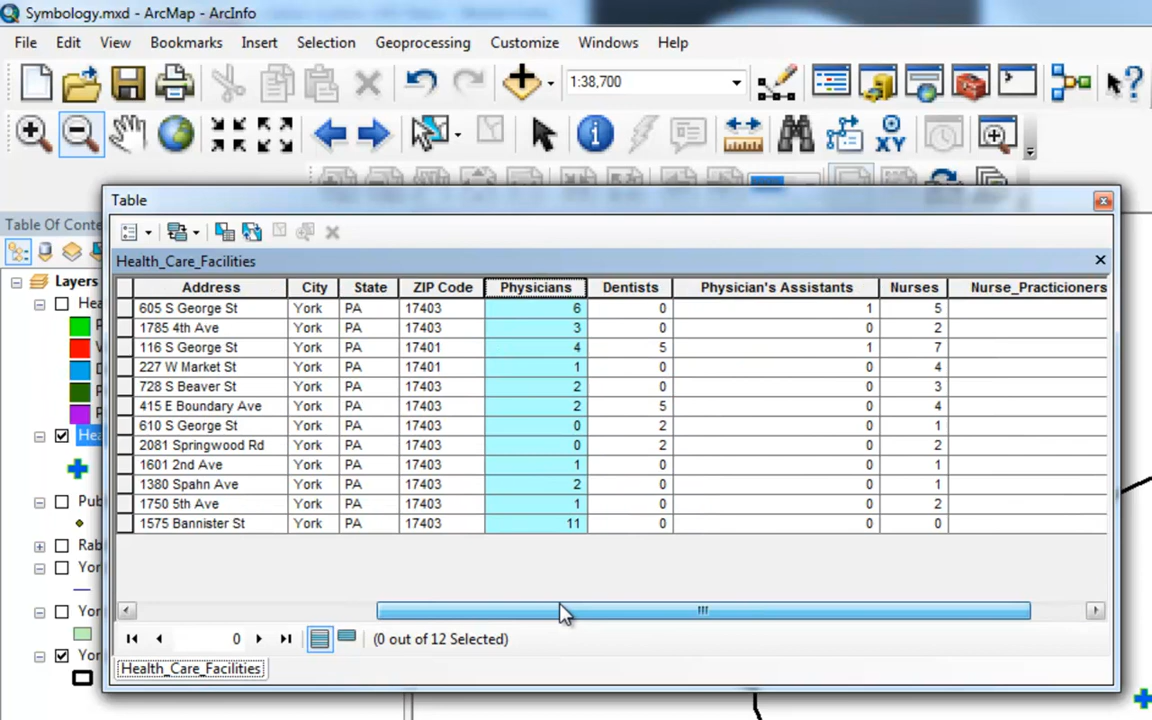 Symbology.mxd - ArcMap - ArcInfo
File Edit View Bookmarks Insert Selection Geoprocessing Customize Windows Help
1:38,700
XY
Table
Table Of Conte
Health_Care_Facilities
Address City State ZIP Code Physicians Dentists Physician's Assistants Nurses Nurse_Practicioners
605 S George St York PA 17403 6 0 1 5
1785 4th Ave York PA 17403 3 0 0 2
116 S George St York PA 17401 4 5 1 7
227 W Market St York PA 17401 1 0 0 4
728 S Beaver St York PA 17403 2 0 0 3
415 E Boundary Ave York PA 17403 2 5 0 4
610 S George St York PA 17403 0 2 0 1
2081 Springwood Rd York PA 17403 0 2 0 2
1601 2nd Ave York PA 17403 1 0 0 1
1380 Spahn Ave York PA 17403 2 0 0 1
1750 5th Ave York PA 17403 1 0 0 2
1575 Bannister St York PA 17403 11 0 0 0
Layers
Hea
P
V
D
P
P
Hea
Pub
Rab
Yor
Yor
Yor
0 (0 out of 12 Selected)
Health_Care_Facilities